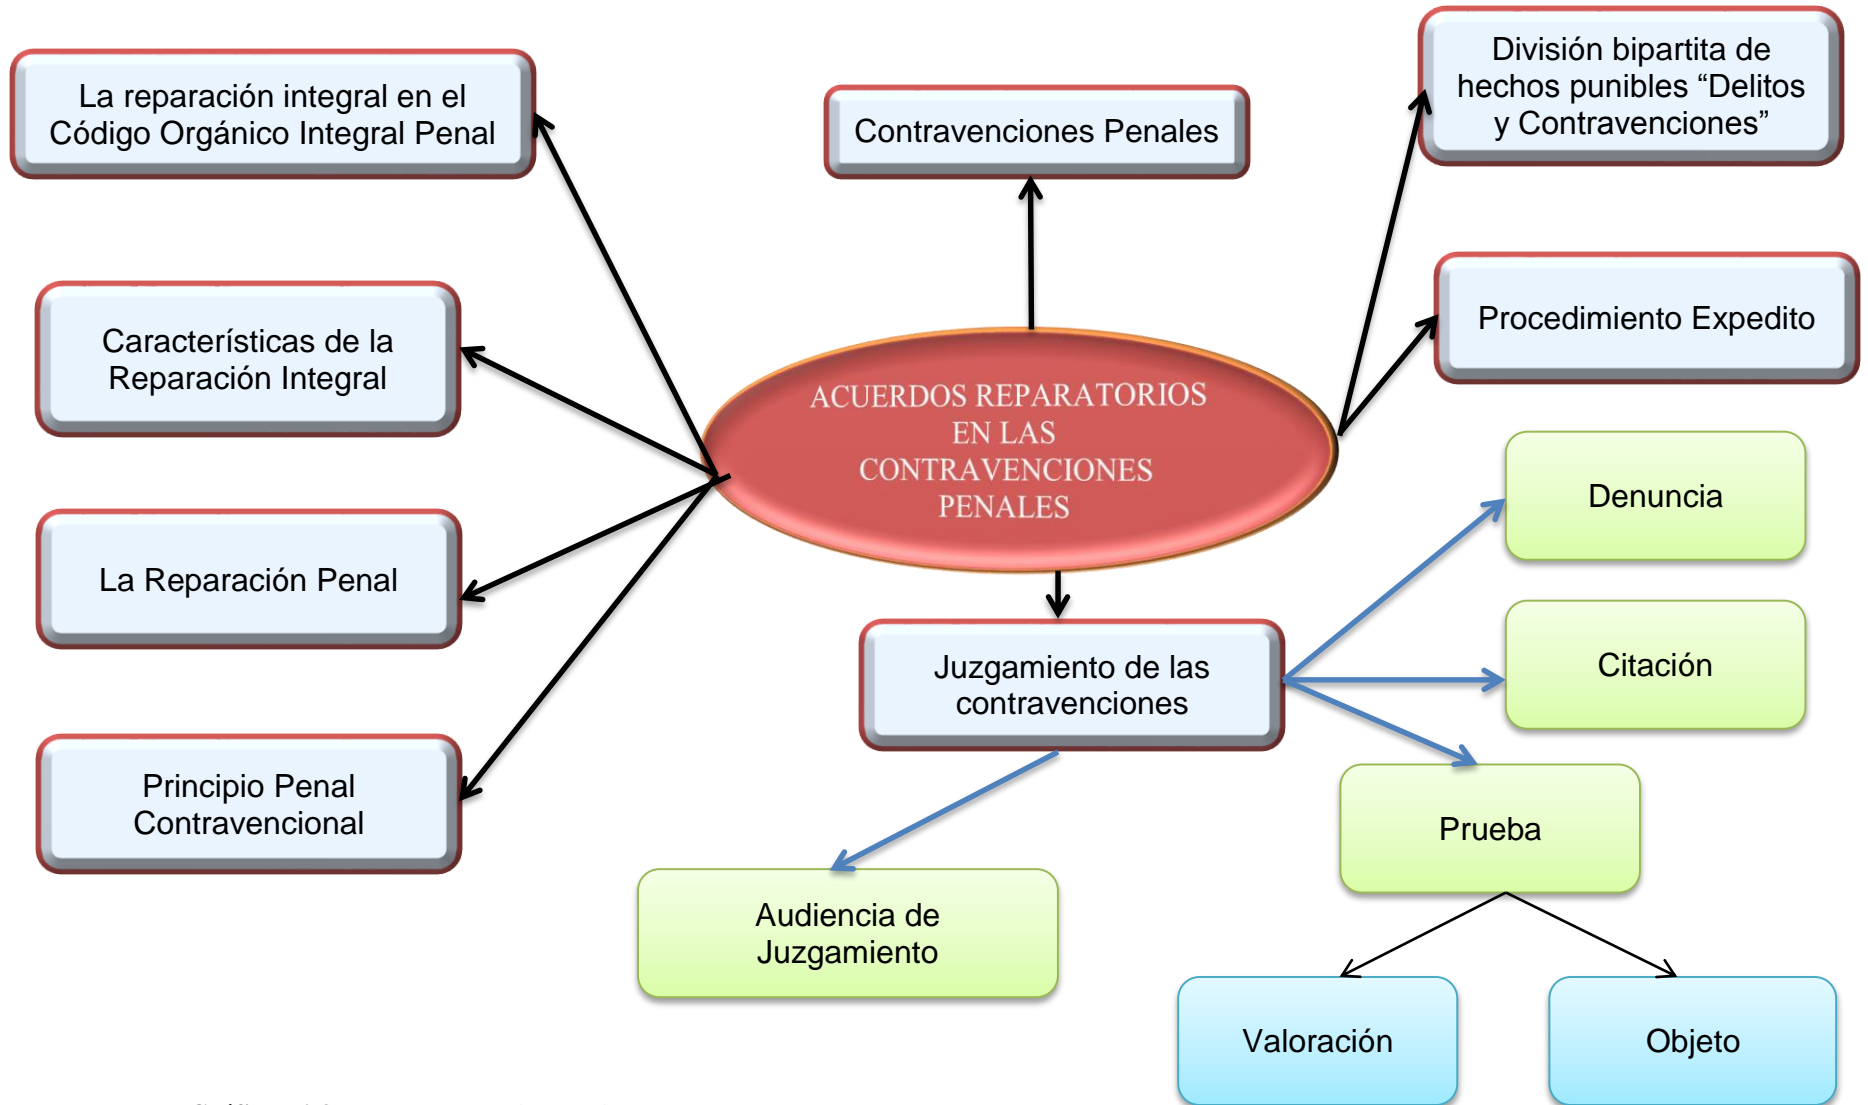 La reparación integral en el
Código Orgánico Integral Penal
Contravenciones Penales
División bipartita de
hechos punibles “Delitos
y Contravenciones”
Procedimiento Expedito
Características de la
Reparación Integral
ACUERDOS REPARATORIOS
EN LAS
CONTRAVENCIONES
PENALES
Denuncia
La Reparación Penal
Juzgamiento de las
contravenciones
Citación
Principio Penal
Contravencional
Prueba
Audiencia de
Juzgamiento
Valoración
Objeto